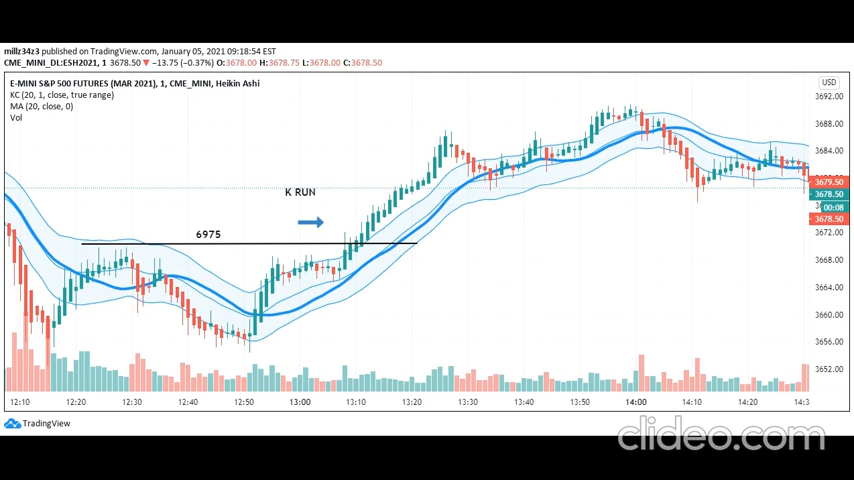 millz34z3 published on TradingView.com, January 05, 2021 09:18:54 EST
CME_MINI_DL:ESH2021, 1 3678.50 ▼ −13.75 (−0.37%) O:3678.00 H:3678.75 L:3678.00 C:3678.50
E-MINI S&P 500 FUTURES (MAR 2021), 1, CME_MINI, Heikin Ashi
KC (20, 1, close, true range)
MA (20, close, 0)
Vol
USD
3692.00
3688.00
3684.00
3679.50
3678.50
00:08
3678.50
3672.00
3668.00
3664.00
3660.00
3656.00
3652.00
K RUN
6975
12:10 12:20 12:30 12:40 12:50 13:00 13:10 13:20 13:30 13:40 13:50 14:00 14:10 14:20 14:3
TradingView
clideo.com